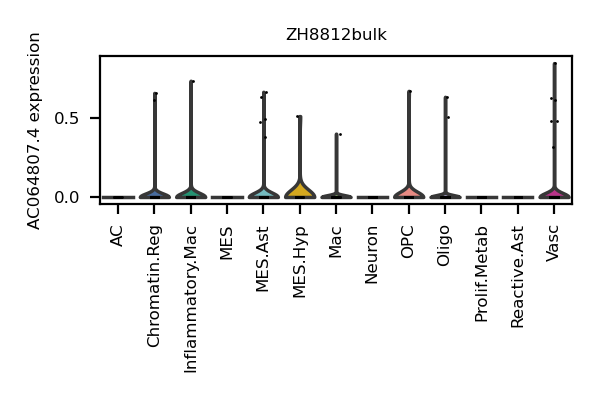 ZH8812bulk
AC064807.4 expression
0.5
0.0
AC
Chromatin.Reg
Inflammatory.Mac
MES
MES.Ast
MES.Hyp
Mac
Neuron
OPC
Oligo
Prolif.Metab
Reactive.Ast
Vasc